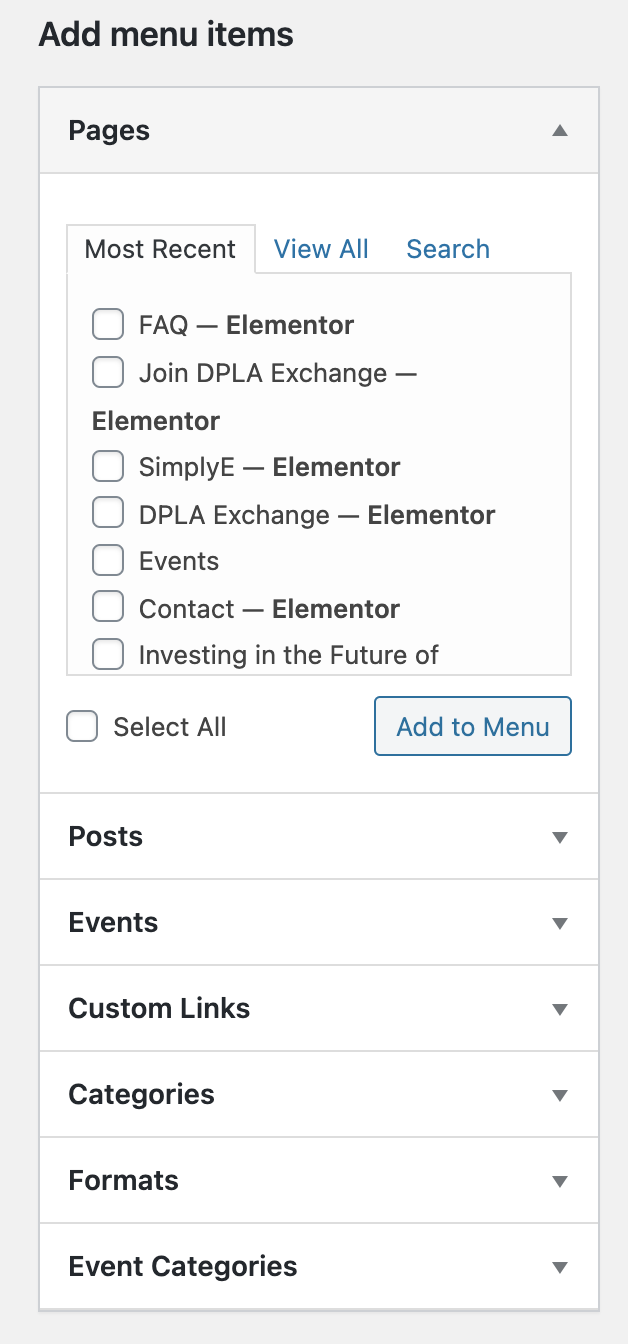 Add menu items
Pages
Most Recent View All Search
FAQ — Elementor
Join DPLA Exchange —
Elementor
SimplyE — Elementor
DPLA Exchange — Elementor
Events
Contact — Elementor
Investing in the Future of
Select All Add to Menu
Posts
Events
Custom Links
Categories
Formats
Event Categories